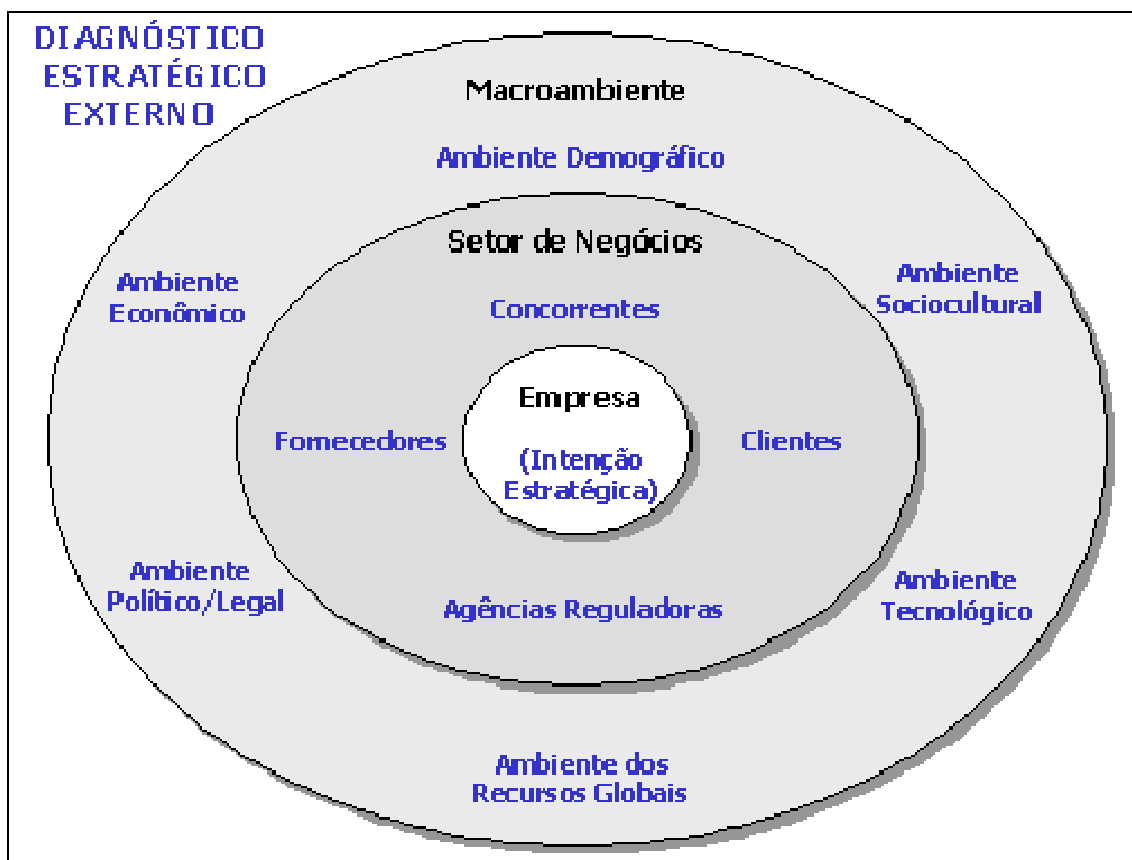 DIAGNÓSTICO
ESTRATÉGICO
EXTERNO
Macroambiente
Ambiente Demográfico
Setor de Negócios
Ambiente
Econômico
Ambiente
Sociocultural
Concorrentes
Empresa
(Intenção
Estratégica)
Fornecedores
Clientes
Ambiente
Político/Legal
Ambiente
Tecnológico
Agências Reguladoras
Ambiente dos
Recursos Globais